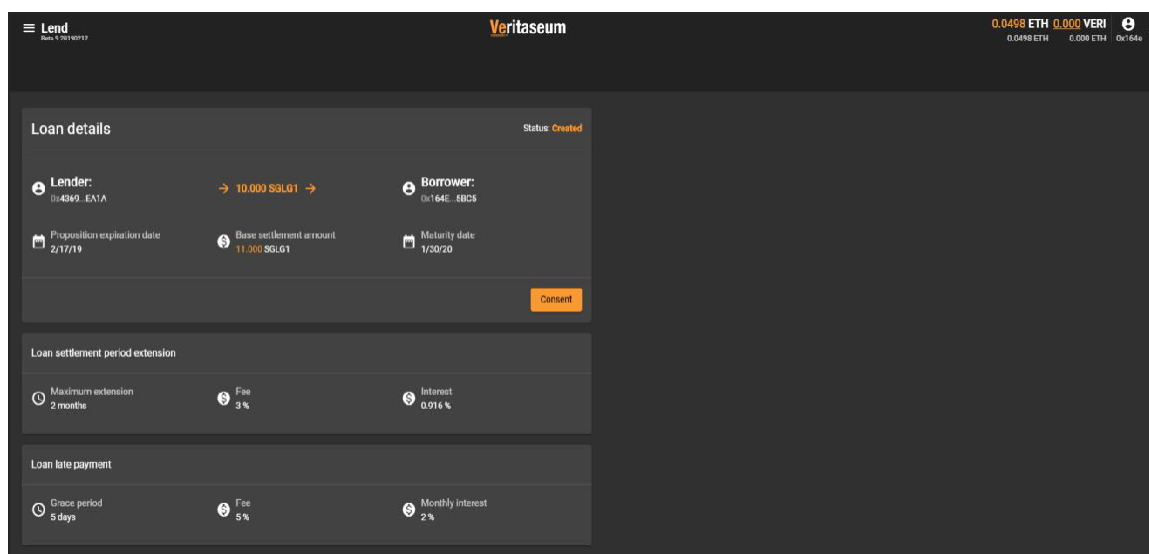 Lend
Veritaseum
0.0498 ETH 0.000 VERI
0.0498 ETH 0.000 ETH 0x164e
Loan details
Status: Created
Lender:
0x4369...EA1A
→ 10.000 SGLG1 →
Borrower:
0x164E...5BC5
Proposition expiration date
2/17/19
Base settlement amount
11.000 SGLG1
Maturity date
1/30/20
Consent
Loan settlement period extension
Maximum extension
2 months
Fee
3 %
Interest
0.916 %
Loan late payment
Grace period
5 days
Fee
5 %
Monthly interest
2 %